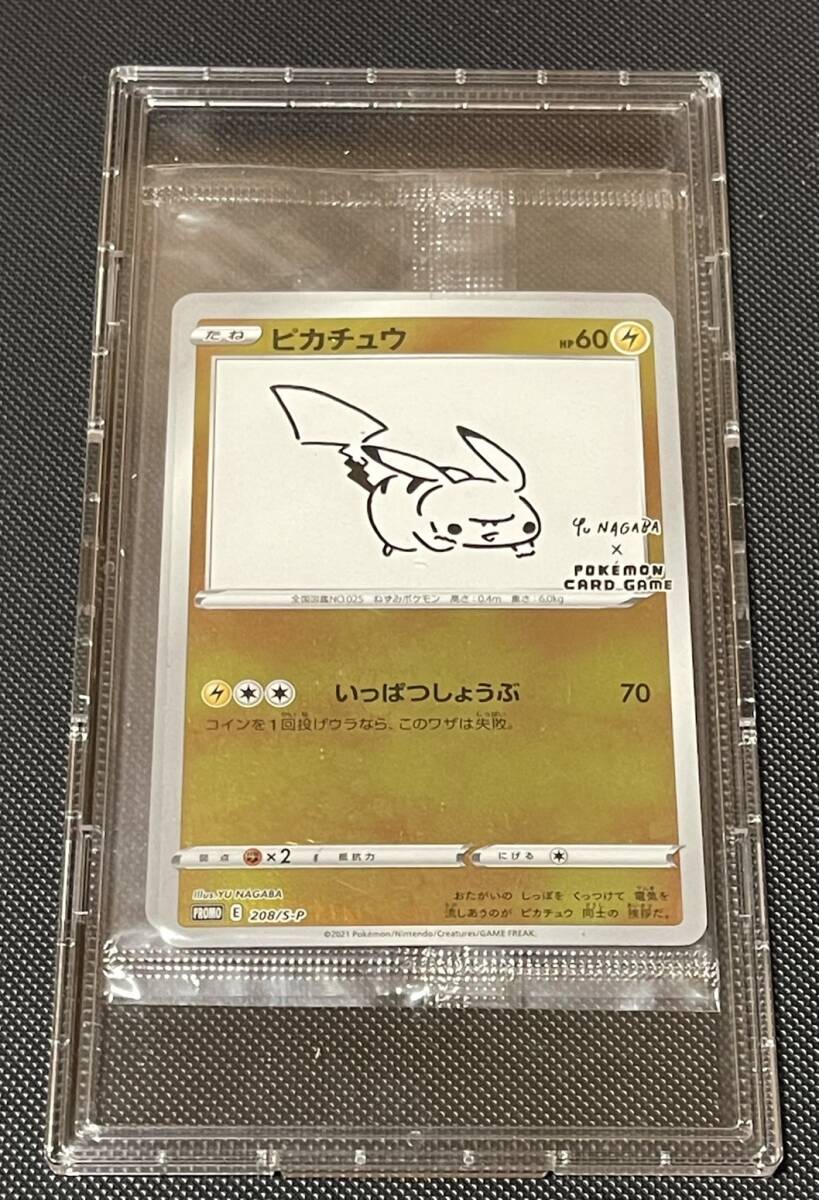 たね ピカチュウ HP 60
Yu NAGABA
×
POKÉMON
CARD GAME
全国図鑑NO.025 ねずみポケモン 高さ:0.4m 重さ:6.0kg
いっぱつしょうぶ 70
コインを1回投げウラなら、このワザは失敗。
弱点 ×2 抵抗力 にげる
Illus. YU NAGABA
おたがいの しっぽを くっつけて 電気を
PROMO E 208/S-P 流しあうのが ピカチュウ 同士の 挨拶だ。
©2021 Pokémon/Nintendo/Creatures/GAME FREAK.